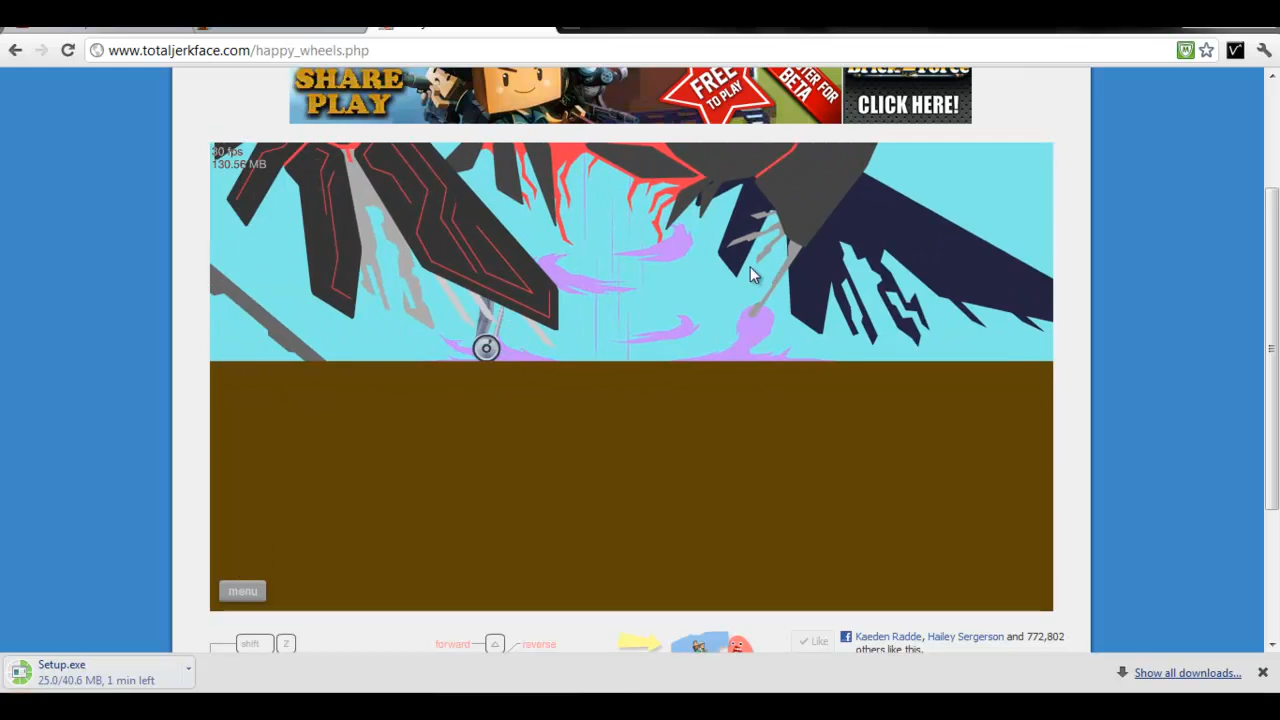 www.totaljerkface.com/happy_wheels.php
SHARE
PLAY
FREE
TO PLAY
BETA
CLICK HERE!
30 fps
130.56 MB
menu
shift
Z
forward
reverse
Like
Kaeden Radde, Hailey Sergerson and 772,802
others like this.
Setup.exe
25.0/40.6 MB, 1 min left
Show all downloads...